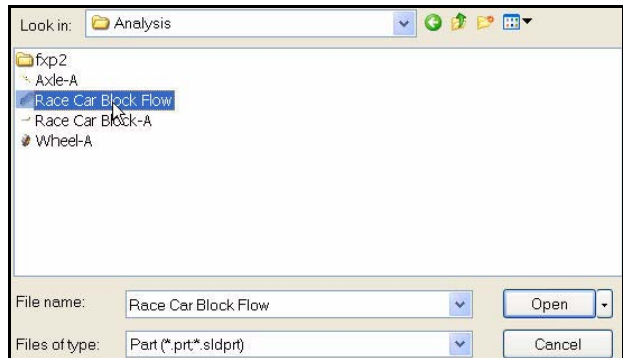 Look in: Analysis
fxp2
Axle-A
Race Car Block Flow
Race Car Block-A
Wheel-A
File name: Race Car Block Flow Open
Files of type: Part (*.prt;*.sldprt) Cancel